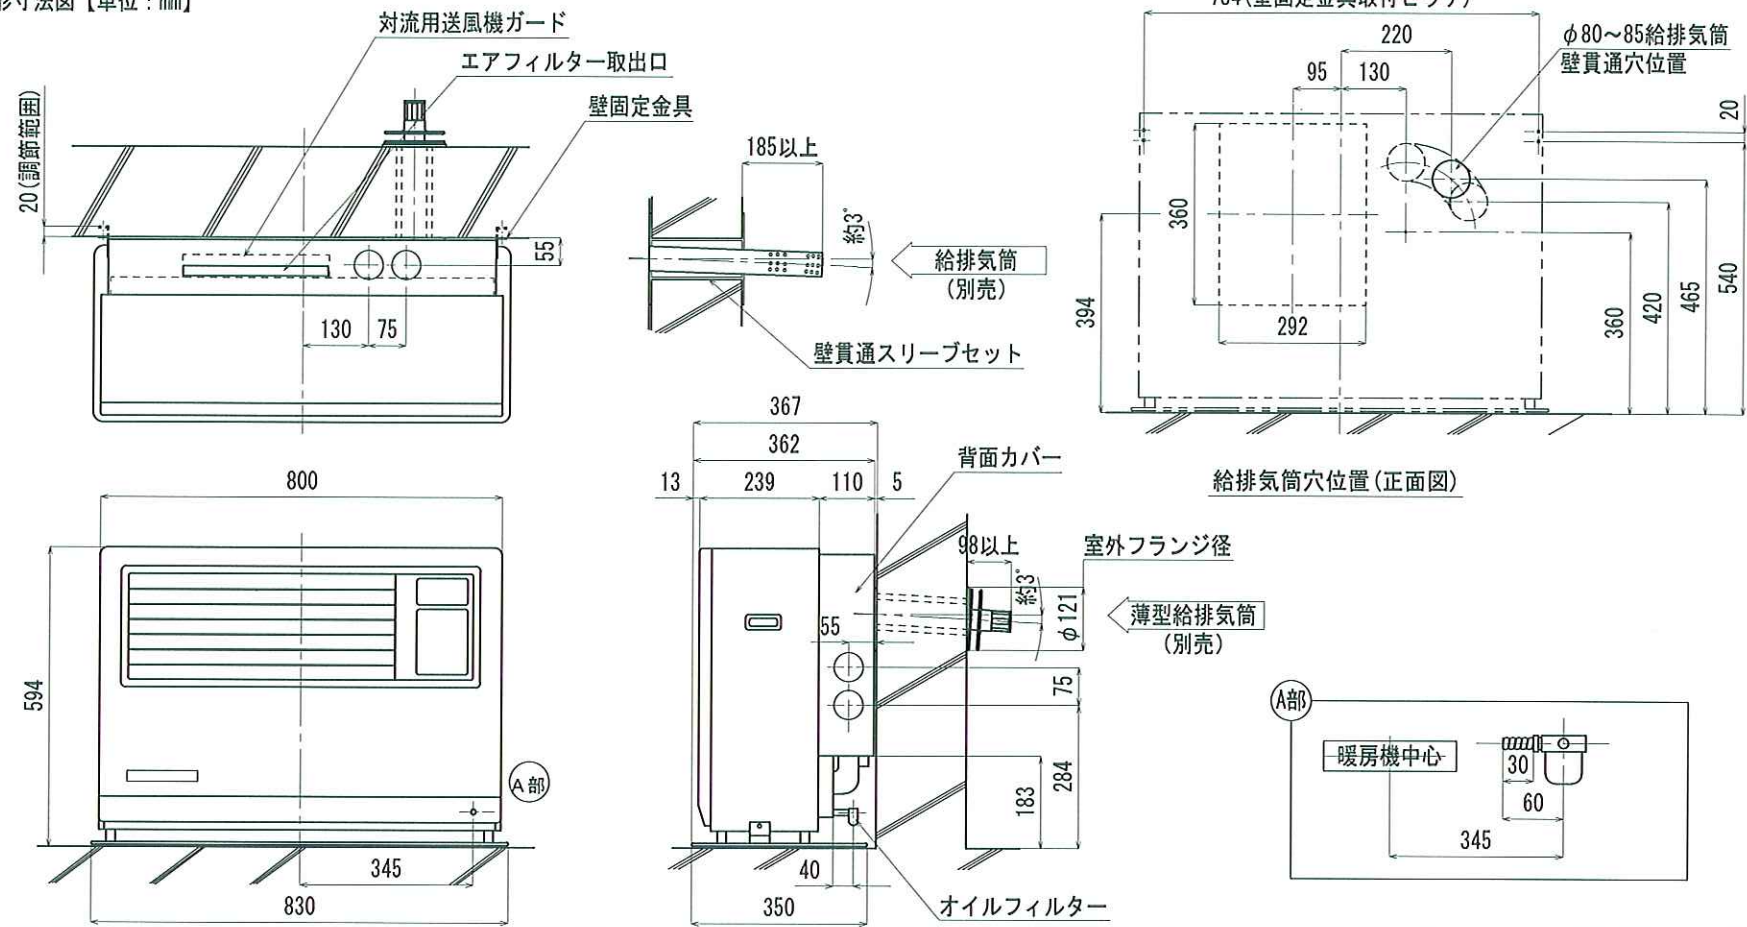 形寸法図【単位：㎜】
対流用送風機ガード
エアフィルター取出口
壁固定金具
20(調節範囲)
55
130
75
185以上
約3°
給排気筒
(別売)
壁貫通スリーブセット
220
95
130
φ80～85給排気筒
壁貫通穴位置
20
360
292
394
360
420
465
540
給排気筒穴位置(正面図)
800
594
A部
345
830
367
362
13
239
110
5
背面カバー
98以上
室外フランジ径
約3°
φ121
薄型給排気筒
(別売)
55
75
284
183
40
350
オイルフィルター
A部
暖房機中心
30
60
345